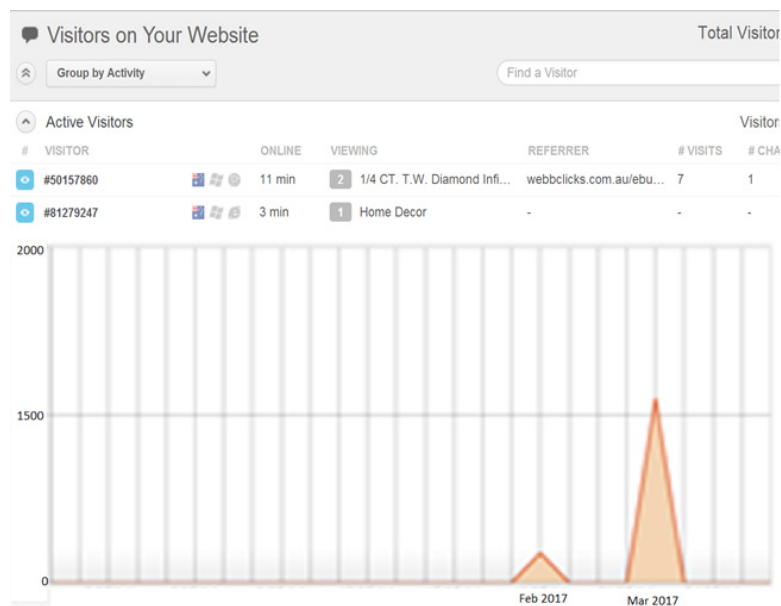 Visitors on Your Website Total Visitor
Group by Activity Find a Visitor
Active Visitors Visitor
# VISITOR ONLINE VIEWING REFERRER # VISITS # CHA
#50157860 11 min 2 1/4 CT. T.W. Diamond Infi... webbclicks.com.au/ebu... 7 1
#81279247 3 min 1 Home Decor - - -
2000
1500
0
Feb 2017 Mar 2017